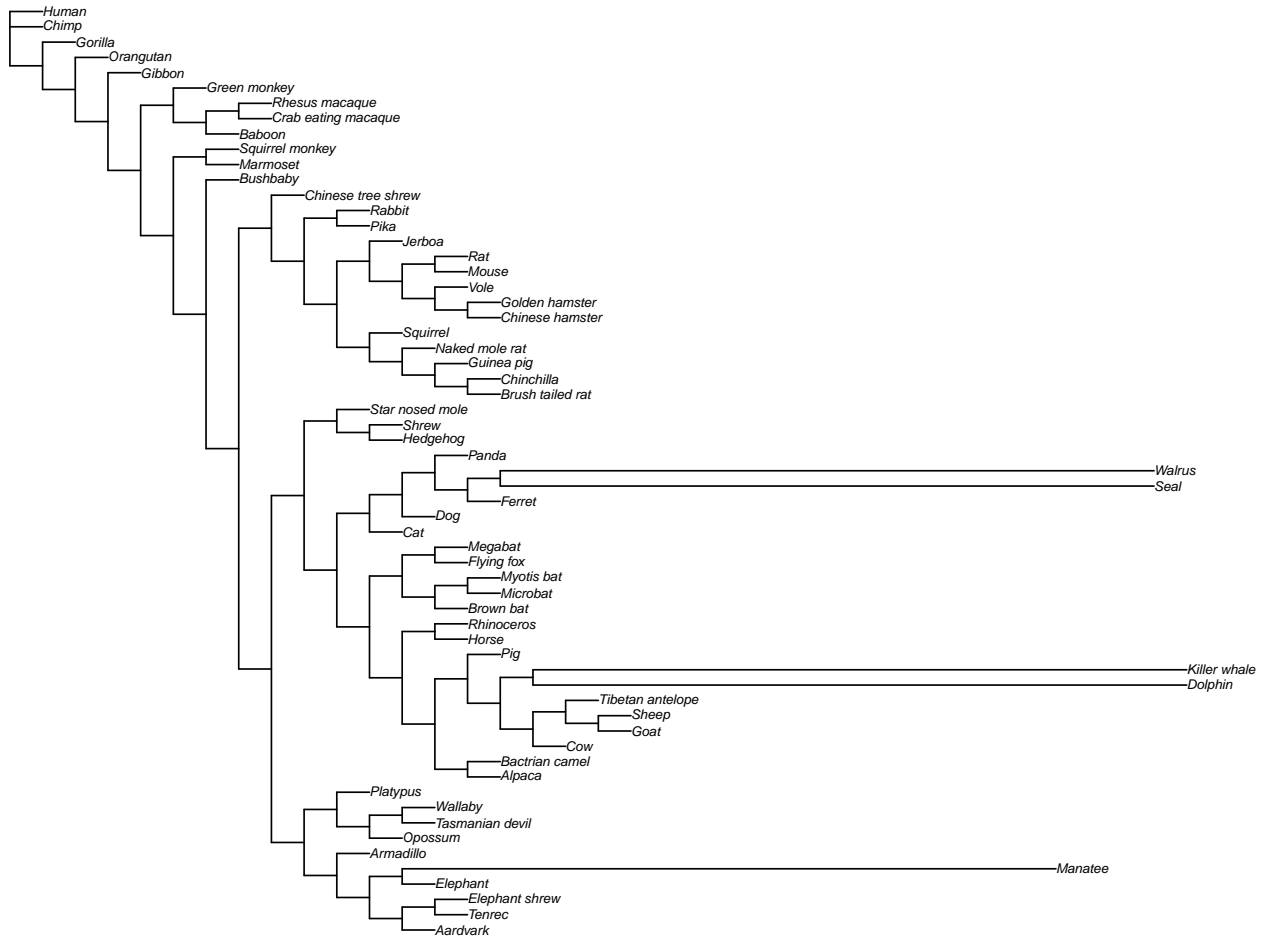 Human
Chimp
Gorilla
Orangutan
Gibbon
Green monkey
Rhesus macaque
Crab eating macaque
Baboon
Squirrel monkey
Marmoset
Bushbaby
Chinese tree shrew
Rabbit
Pika
Jerboa
Rat
Mouse
Vole
Golden hamster
Chinese hamster
Squirrel
Naked mole rat
Guinea pig
Chinchilla
Brush tailed rat
Star nosed mole
Shrew
Hedgehog
Panda
Walrus
Seal
Ferret
Dog
Cat
Megabat
Flying fox
Myotis bat
Microbat
Brown bat
Rhinoceros
Horse
Pig
Killer whale
Dolphin
Tibetan antelope
Sheep
Goat
Cow
Bactrian camel
Alpaca
Platypus
Wallaby
Tasmanian devil
Opossum
Armadillo
Manatee
Elephant
Elephant shrew
Tenrec
Aardvark